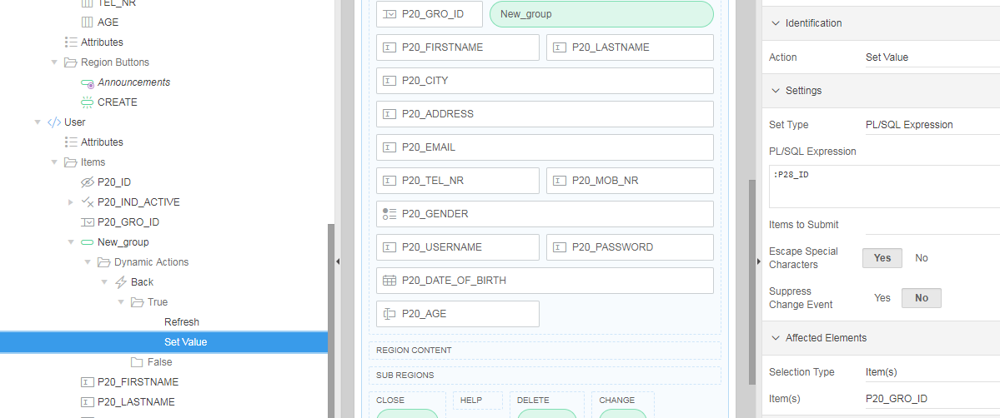 TEL_NR
AGE
Attributes
Region Buttons
Announcements
CREATE
User
Attributes
Items
P20_ID
P20_IND_ACTIVE
P20_GRO_ID
New_group
Dynamic Actions
Back
True
Refresh
Set Value
False
P20_FIRSTNAME
P20_LASTNAME
P20_GRO_ID New_group
P20_FIRSTNAME P20_LASTNAME
P20_CITY
P20_ADDRESS
P20_EMAIL
P20_TEL_NR P20_MOB_NR
P20_GENDER
P20_USERNAME P20_PASSWORD
P20_DATE_OF_BIRTH
P20_AGE
REGION CONTENT
SUB REGIONS
CLOSE HELP DELETE CHANGE
Identification
Action Set Value
Settings
Set Type PL/SQL Expression
PL/SQL Expression
:P28_ID
Items to Submit
Escape Special
Characters Yes No
Suppress
Change Event Yes No
Affected Elements
Selection Type Item(s)
Item(s) P20_GRO_ID